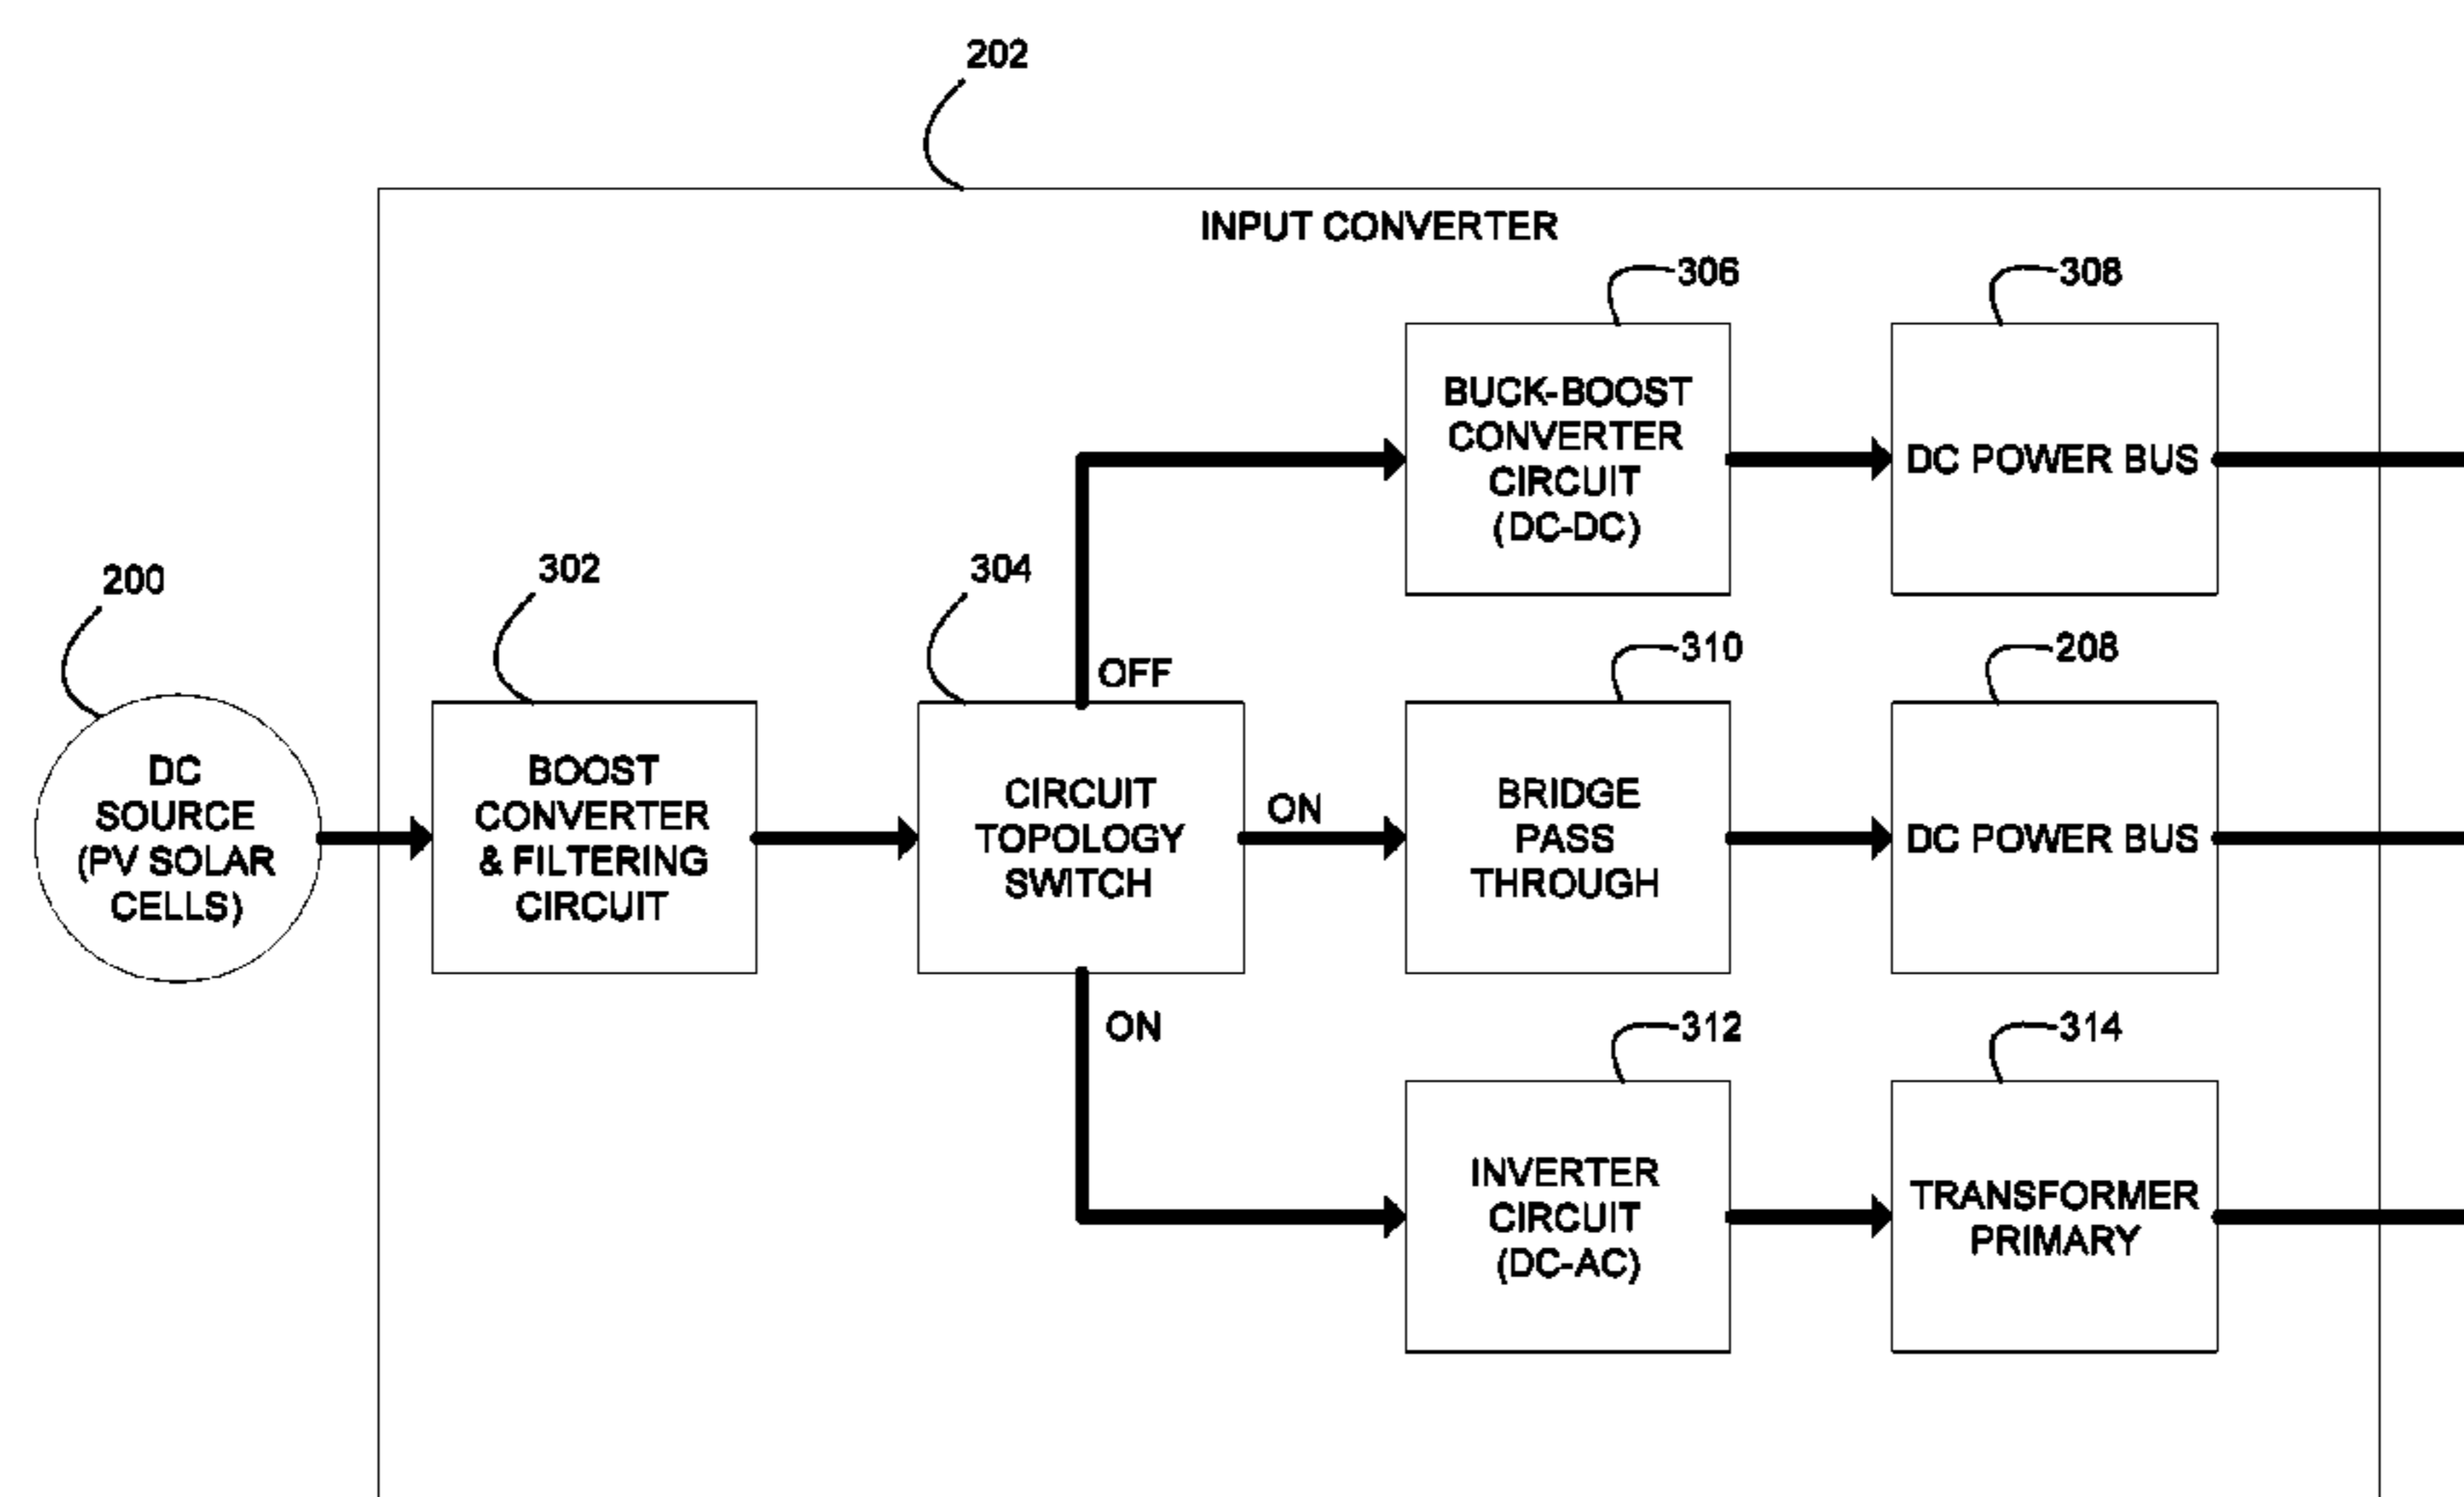 202
INPUT CONVERTER
306
308
BUCK-BOOST
CONVERTER
CIRCUIT
(DC-DC)
DC POWER BUS
200
302
304
OFF
310
208
DC
SOURCE
(PV SOLAR
CELLS)
BOOST
CONVERTER
& FILTERING
CIRCUIT
CIRCUIT
TOPOLOGY
SWITCH
ON
BRIDGE
PASS
THROUGH
DC POWER BUS
ON
312
314
INVERTER
CIRCUIT
(DC-AC)
TRANSFORMER
PRIMARY